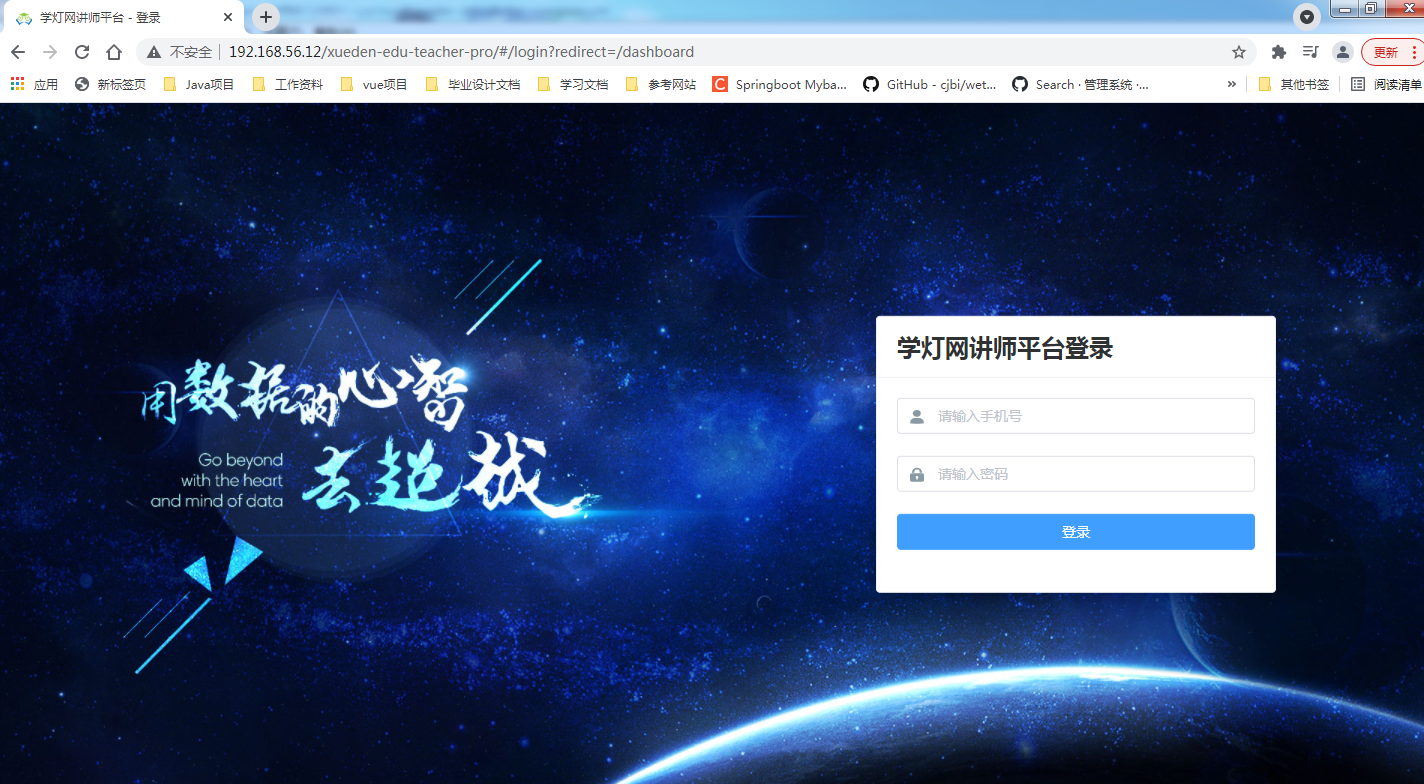 学灯网讲师平台 - 登录
不安全 192.168.56.12/xueden-edu-teacher-pro/#/login?redirect=/dashboard 更新
应用 新标签页 Java项目 工作资料 vue项目 毕业设计文档 学习文档 参考网站 Springboot Myba... GitHub - cjbi/wet... Search · 管理系统 ·... » 其他书签 阅读清单
学灯网讲师平台登录
请输入手机号
请输入密码
登录
用数据的心智
去超越
Go beyond
with the heart
and mind of data